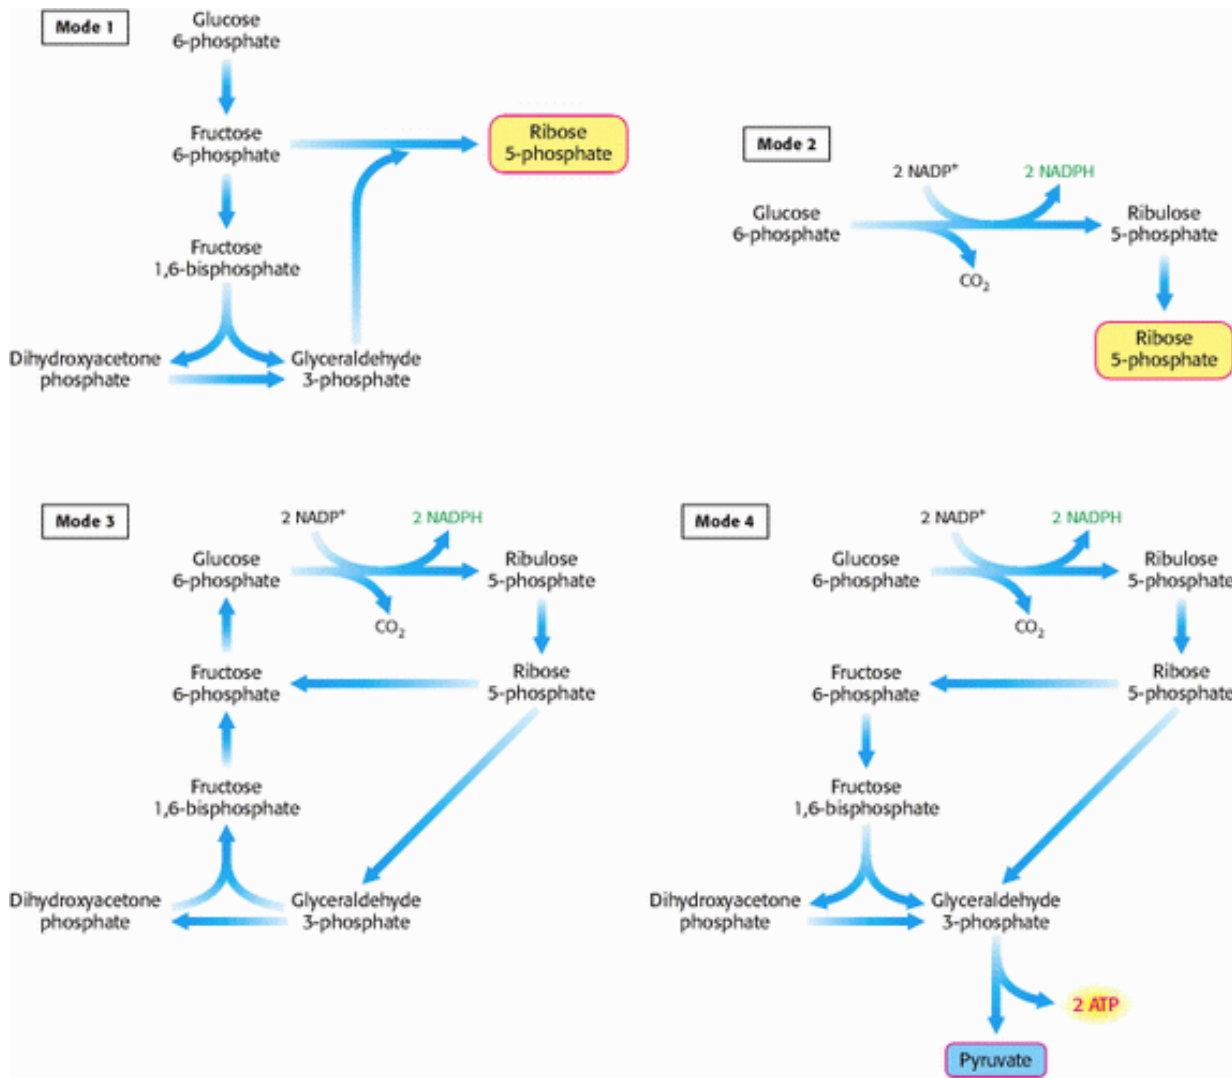 Mode 1
Glucose
6-phosphate
Fructose
6-phosphate
Ribose
5-phosphate
Fructose
1,6-bisphosphate
Dihydroxyacetone
phosphate
Glyceraldehyde
3-phosphate
Mode 2
2 NADP⁺
2 NADPH
Glucose
6-phosphate
Ribulose
5-phosphate
CO₂
Ribose
5-phosphate
Mode 3
2 NADP⁺
2 NADPH
Glucose
6-phosphate
Ribulose
5-phosphate
CO₂
Fructose
6-phosphate
Ribose
5-phosphate
Fructose
1,6-bisphosphate
Dihydroxyacetone
phosphate
Glyceraldehyde
3-phosphate
Mode 4
2 NADP⁺
2 NADPH
Glucose
6-phosphate
Ribulose
5-phosphate
CO₂
Fructose
6-phosphate
Ribose
5-phosphate
Fructose
1,6-bisphosphate
Dihydroxyacetone
phosphate
Glyceraldehyde
3-phosphate
2 ATP
Pyruvate